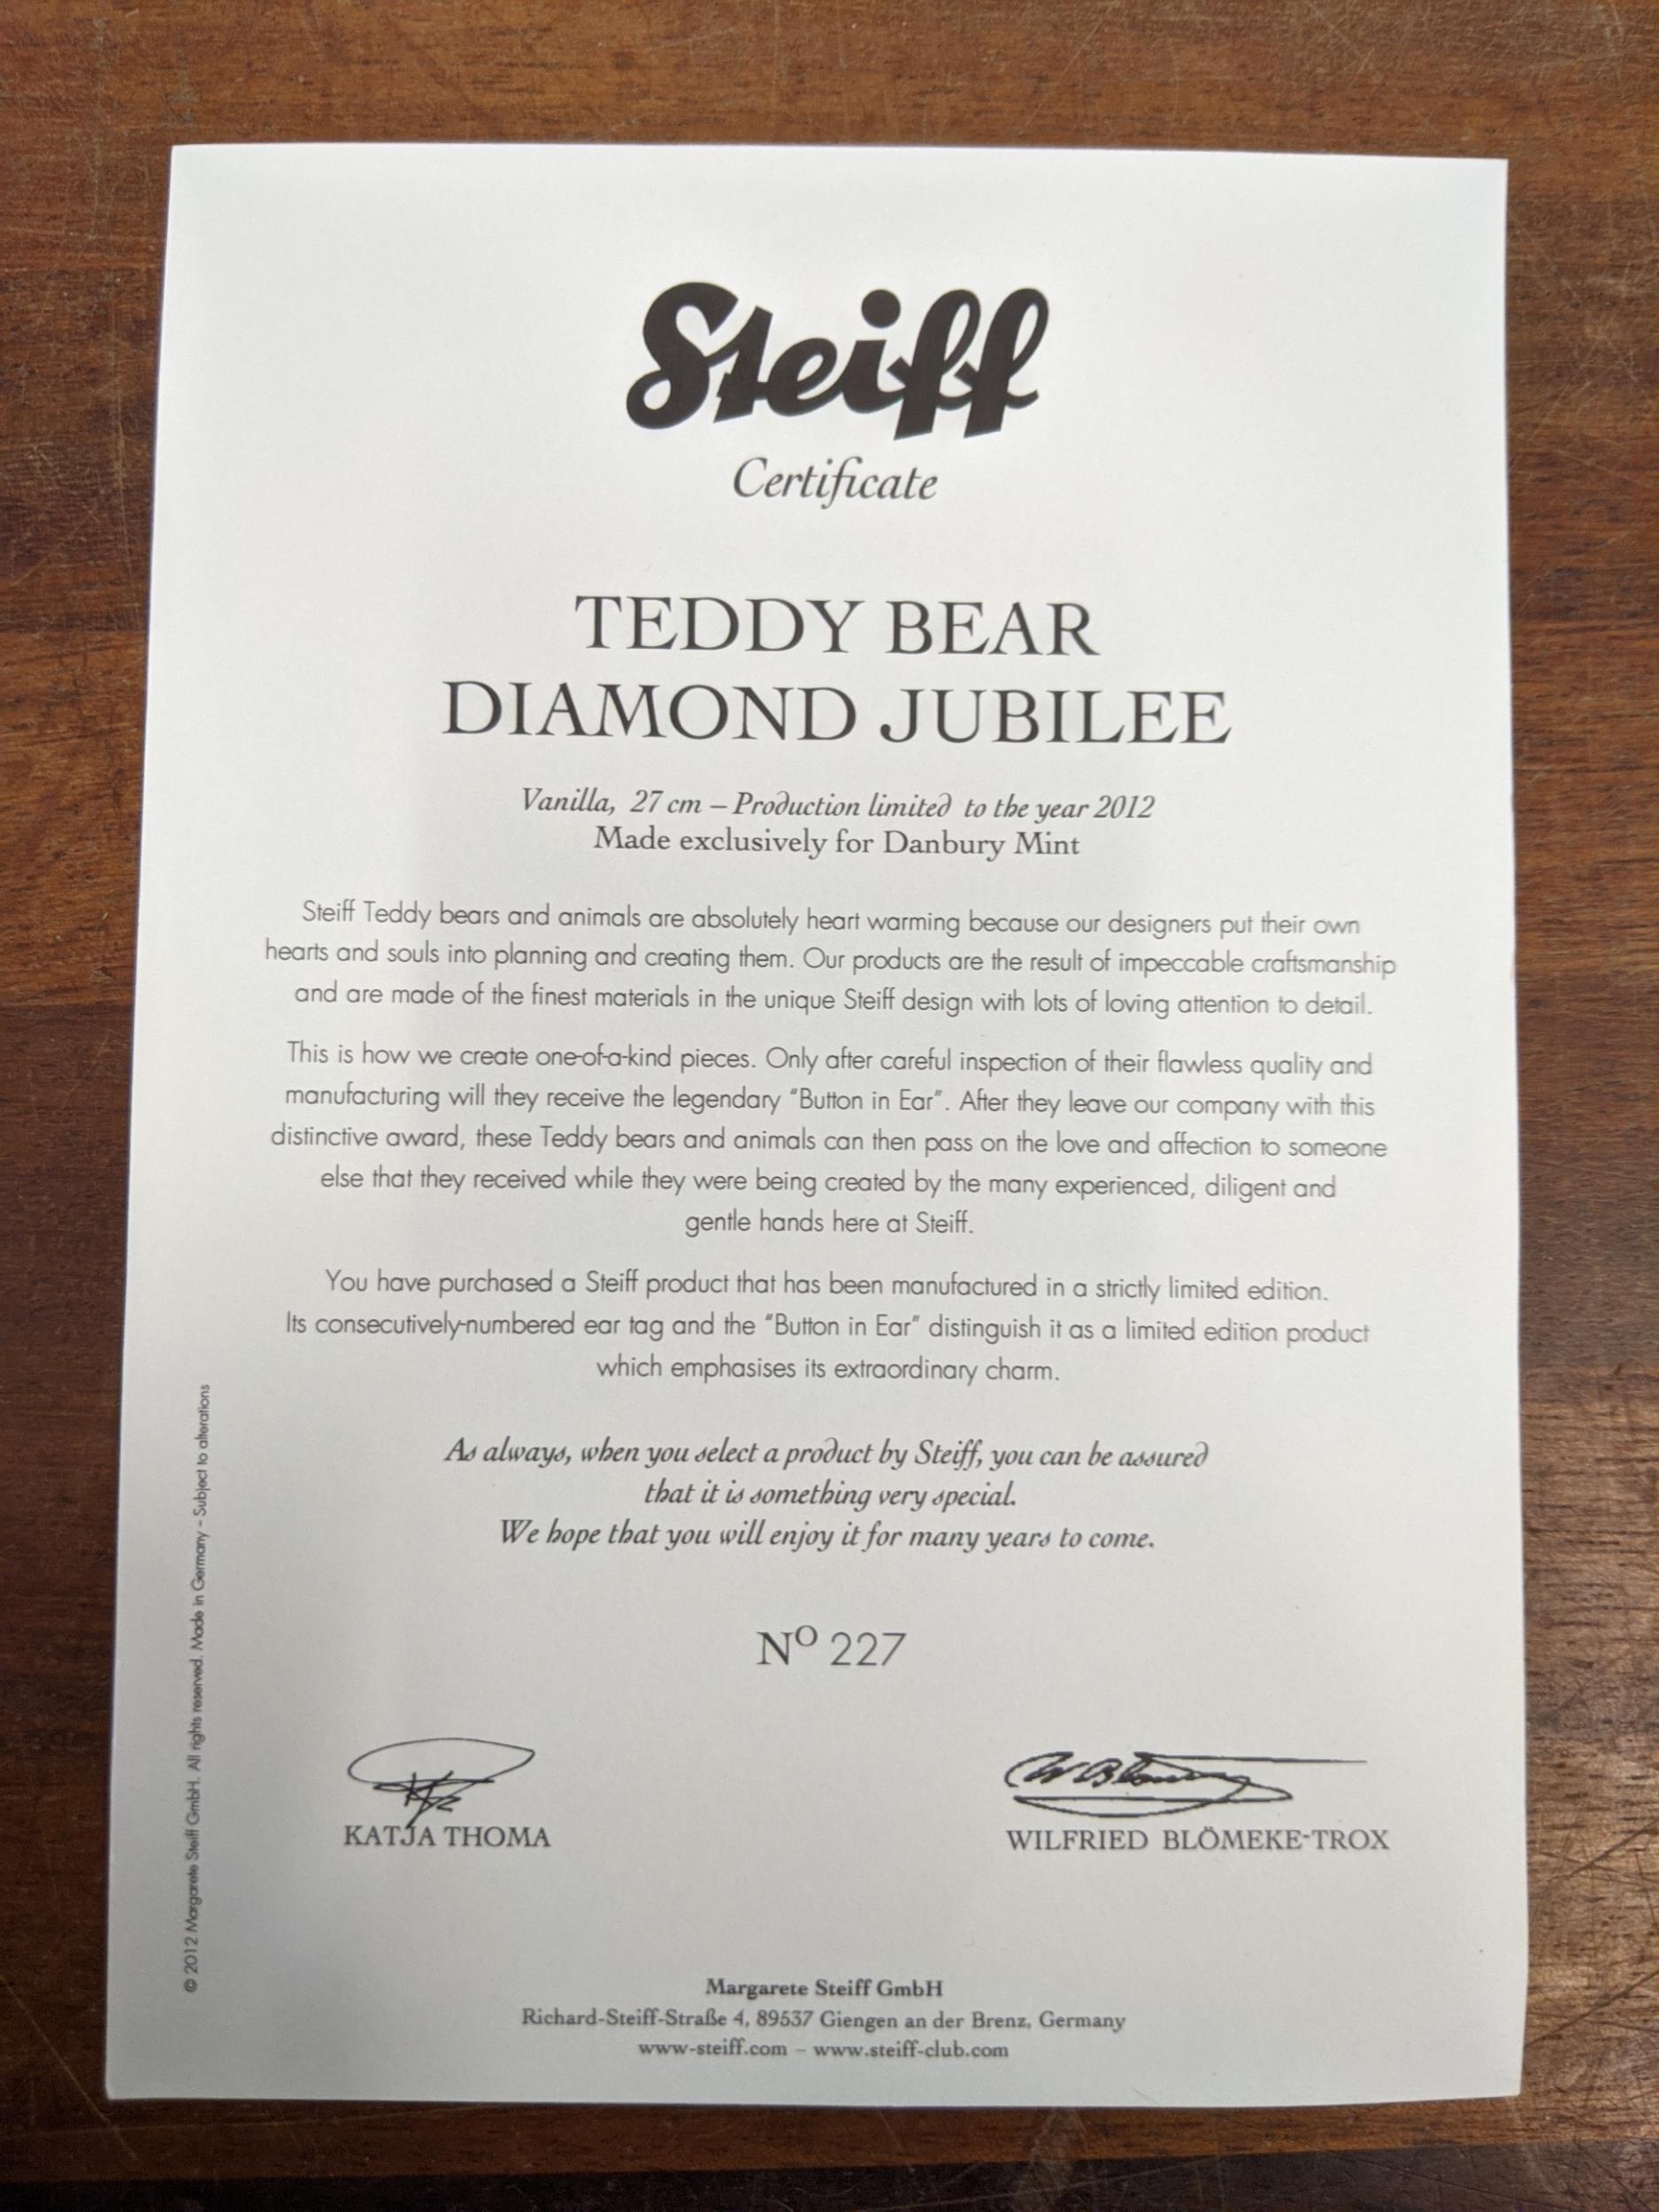 Steiff
Certificate
TEDDY BEAR
DIAMOND JUBILEE
Vanilla, 27 cm – Production limited to the year 2012
Made exclusively for Danbury Mint
Steiff Teddy bears and animals are absolutely heart warming because our designers put their own
hearts and souls into planning and creating them. Our products are the result of impeccable craftsmanship
and are made of the finest materials in the unique Steiff design with lots of loving attention to detail.
This is how we create one-of-a-kind pieces. Only after careful inspection of their flawless quality and
manufacturing will they receive the legendary "Button in Ear". After they leave our company with this
distinctive award, these Teddy bears and animals can then pass on the love and affection to someone
else that they received while they were being created by the many experienced, diligent and
gentle hands here at Steiff.
You have purchased a Steiff product that has been manufactured in a strictly limited edition.
Its consecutively-numbered ear tag and the "Button in Ear" distinguish it as a limited edition product
which emphasises its extraordinary charm.
As always, when you select a product by Steiff, you can be assured
that it is something very special.
We hope that you will enjoy it for many years to come.
Nº 227
KATJA THOMA
WILFRIED BLÖMEKE-TROX
Margarete Steiff GmbH
Richard-Steiff-Straße 4, 89537 Giengen an der Brenz, Germany
www-steiff.com – www.steiff-club.com
© 2012 Margarete Steiff GmbH. All rights reserved. Made in Germany – Subject to alterations